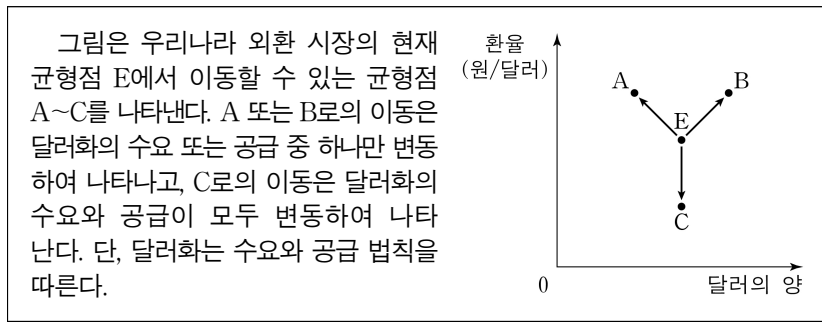 그림은 우리나라 외환 시장의 현재
균형점 E에서 이동할 수 있는 균형점
A~C를 나타낸다. A 또는 B로의 이동은
달러화의 수요 또는 공급 중 하나만 변동
하여 나타나고, C로의 이동은 달러화의
수요와 공급이 모두 변동하여 나타
난다. 단, 달러화는 수요와 공급 법칙을
따른다.
환율
(원/달러)
A
B
E
C
0
달러의 양